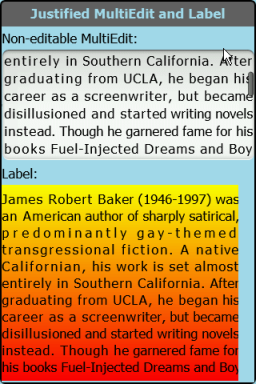 Justified MultiEdit and Label
Non-editable MultiEdit:
entirely in Southern California. After
graduating from UCLA, he began his
career as a screenwriter, but became
disillusioned and started writing novels
instead. Though he garnered fame for his
books Fuel-Injected Dreams and Boy
Label:
James Robert Baker (1946-1997) was
an American author of sharply satirical,
predominantly gay-themed
transgressional fiction. A native
Californian, his work is set almost
entirely in Southern California. After
graduating from UCLA, he began his
career as a screenwriter, but became
disillusioned and started writing novels
instead. Though he garnered fame for his
books Fuel-Injected Dreams and Boy